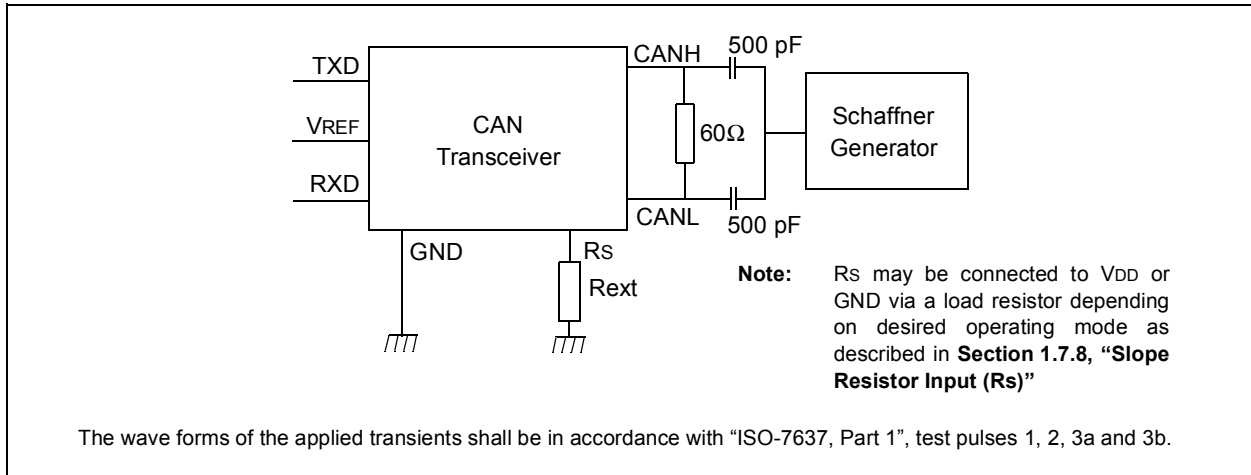 500 pF
CANH
TXD
VREF
RXD
CAN
Transceiver
60Ω
Schaffner
Generator
CANL
500 pF
GND
RS
Rext
Note: RS may be connected to VDD or
GND via a load resistor depending
on desired operating mode as
described in Section 1.7.8, “Slope
Resistor Input (Rs)”
The wave forms of the applied transients shall be in accordance with “ISO-7637, Part 1”, test pulses 1, 2, 3a and 3b.